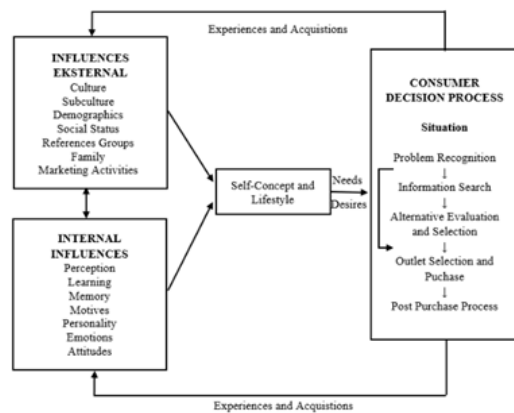 Experiences and Acquistions
INFLUENCES
EKSTERNAL
Culture
Subculture
Demographics
Social Status
References Groups
Family
Marketing Activities
INTERNAL
INFLUENCES
Perception
Learning
Memory
Motives
Personality
Emotions
Attitudes
Self-Concept and
Lifestyle
Needs
Desires
CONSUMER
DECISION PROCESS
Situation
Problem Recognition
Information Search
Alternative Evaluation
and Selection
Outlet Selection and
Puchase
Post Purchase Process
Experiences and Acquistions